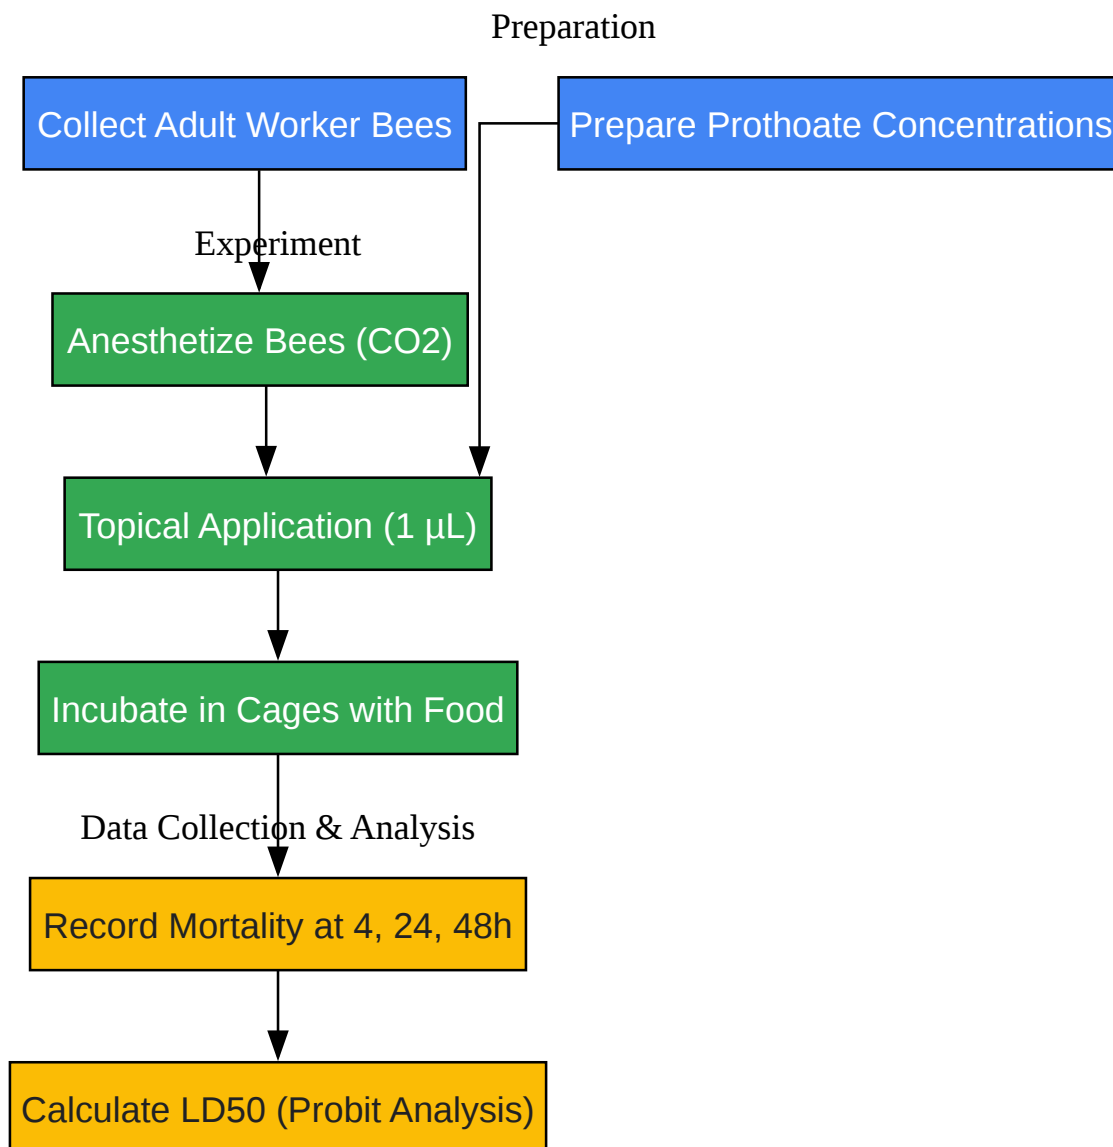 Preparation
Collect Adult Worker Bees
Prepare Prothoate Concentrations
Experiment
Anesthetize Bees (CO2)
Topical Application (1 µL)
Incubate in Cages with Food
Data Collection & Analysis
Record Mortality at 4, 24, 48h
Calculate LD50 (Probit Analysis)